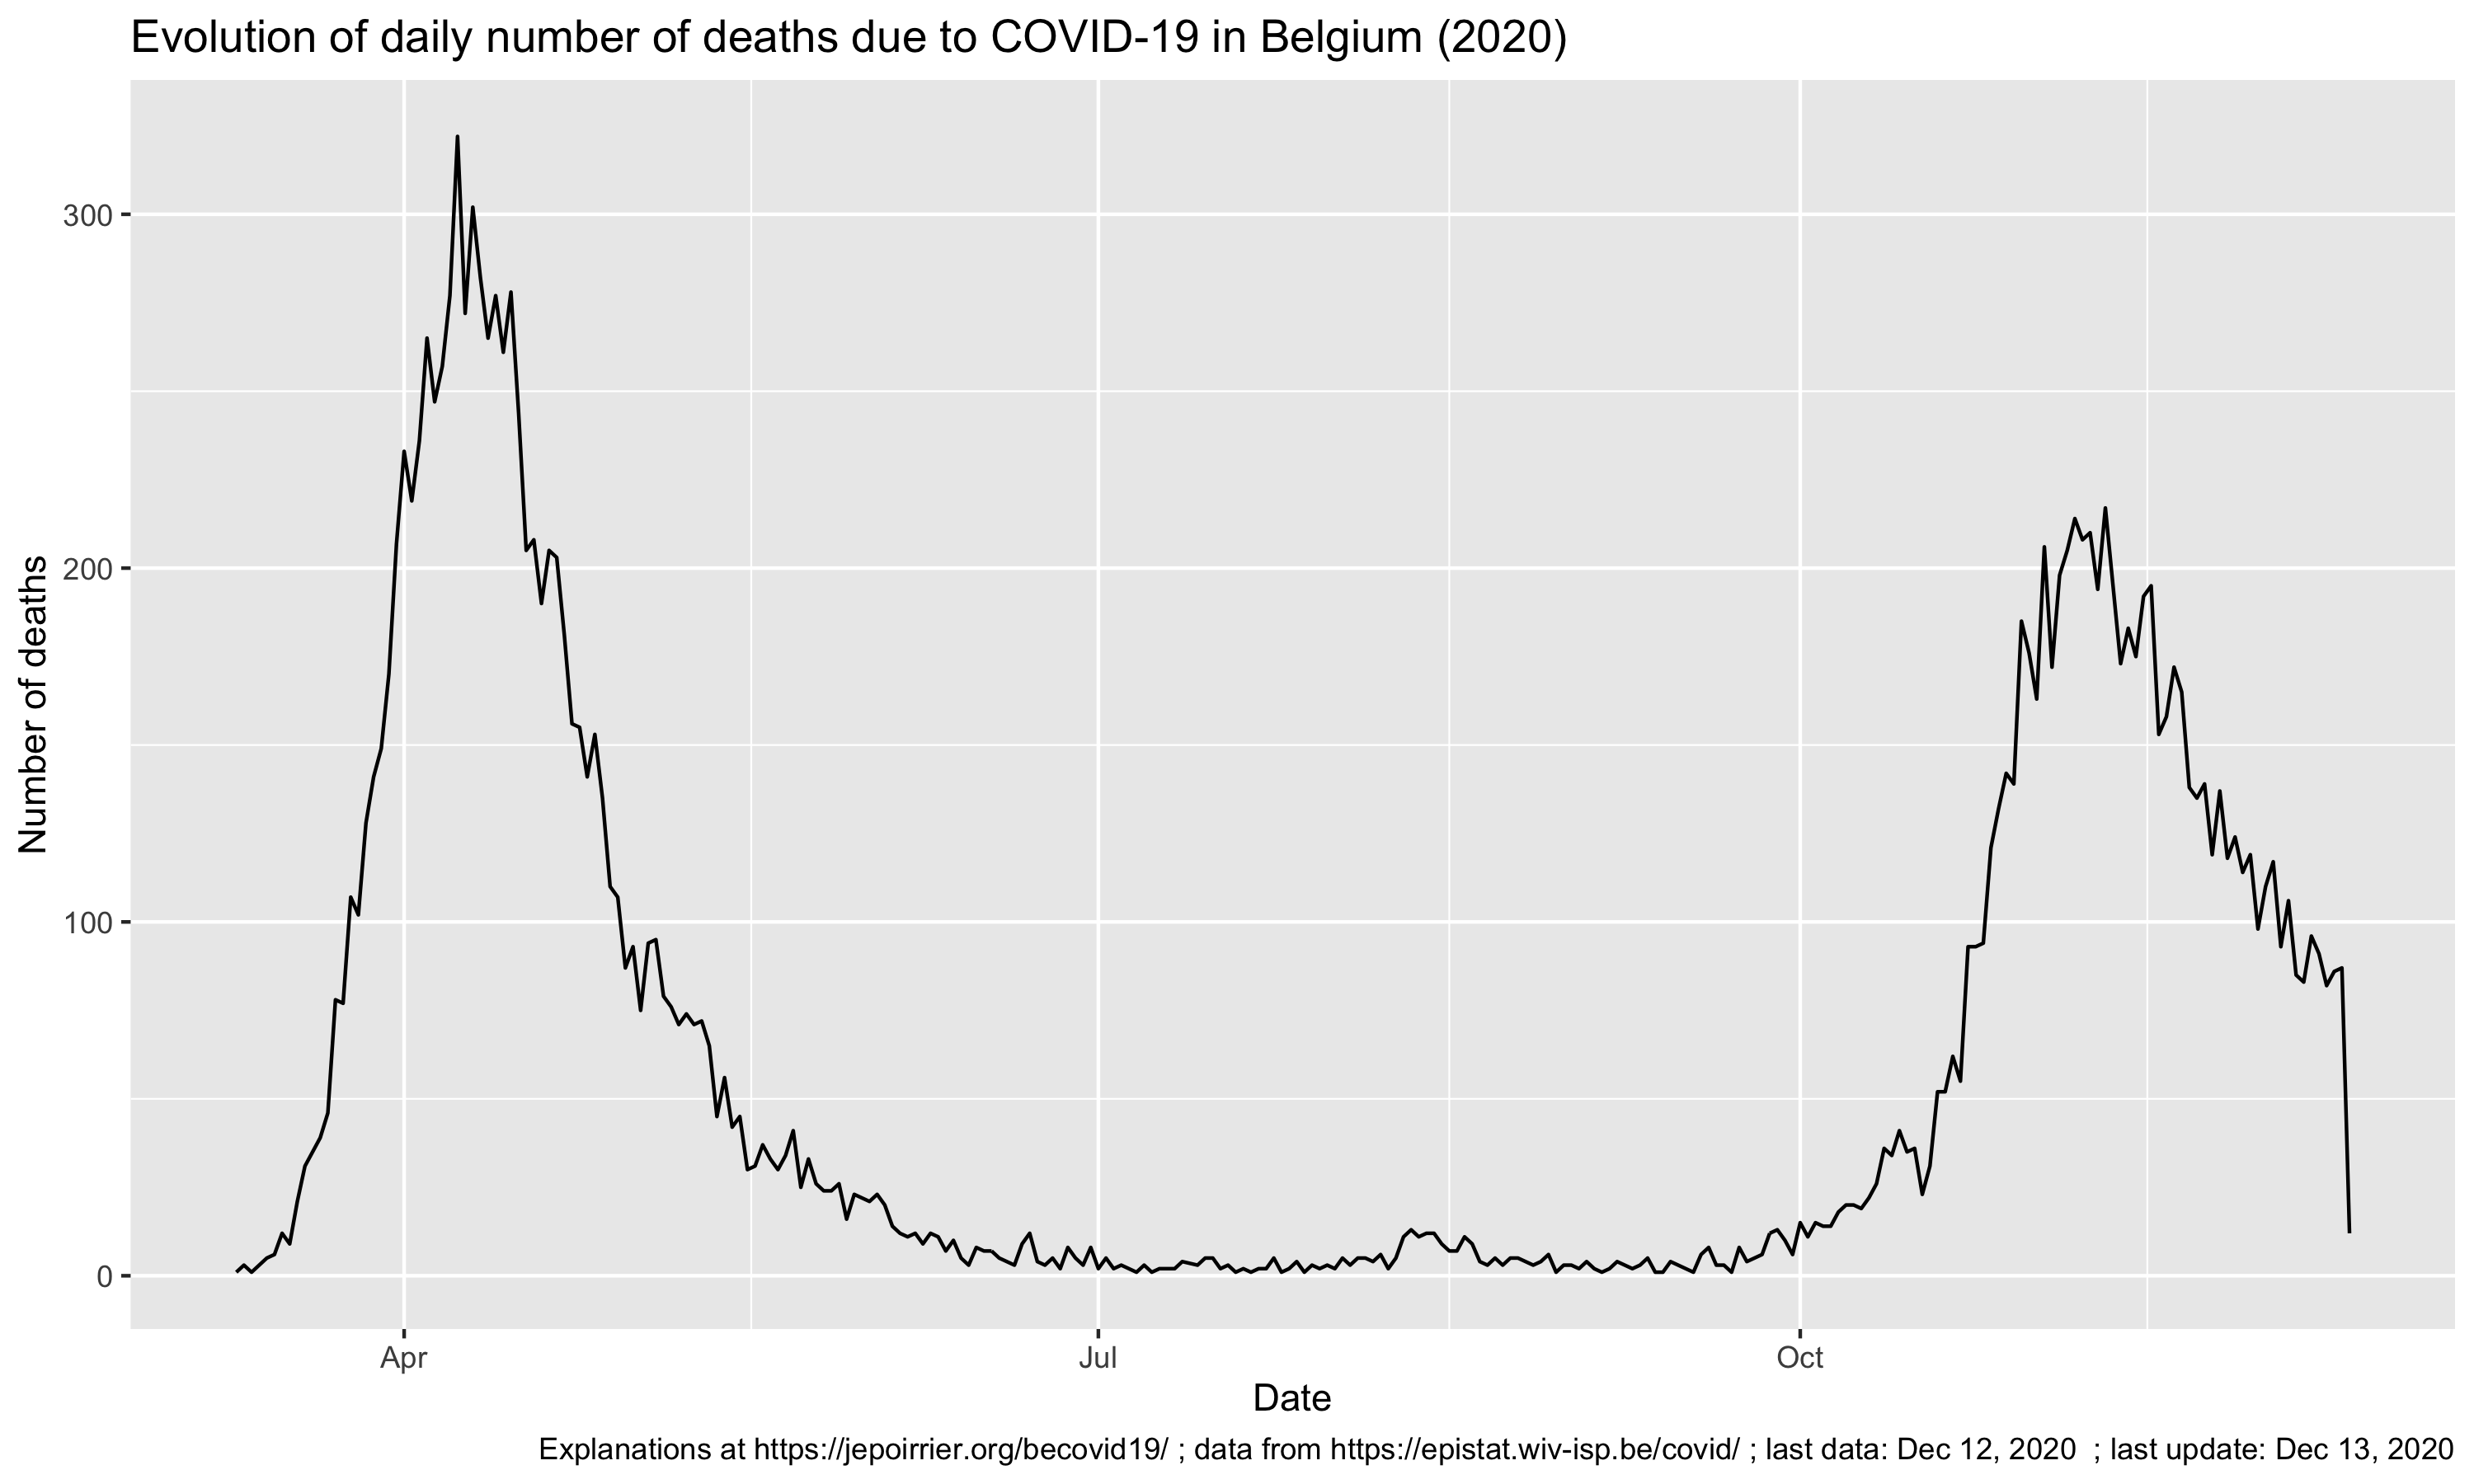 Evolution of daily number of deaths due to COVID-19 in Belgium (2020)
Number of deaths
300
200
100
0
Apr
Jul
Oct
Date
Explanations at https://jepoirrier.org/becovid19/ ; data from https://epistat.wiv-isp.be/covid/ ; last data: Dec 12, 2020  ; last update: Dec 13, 2020